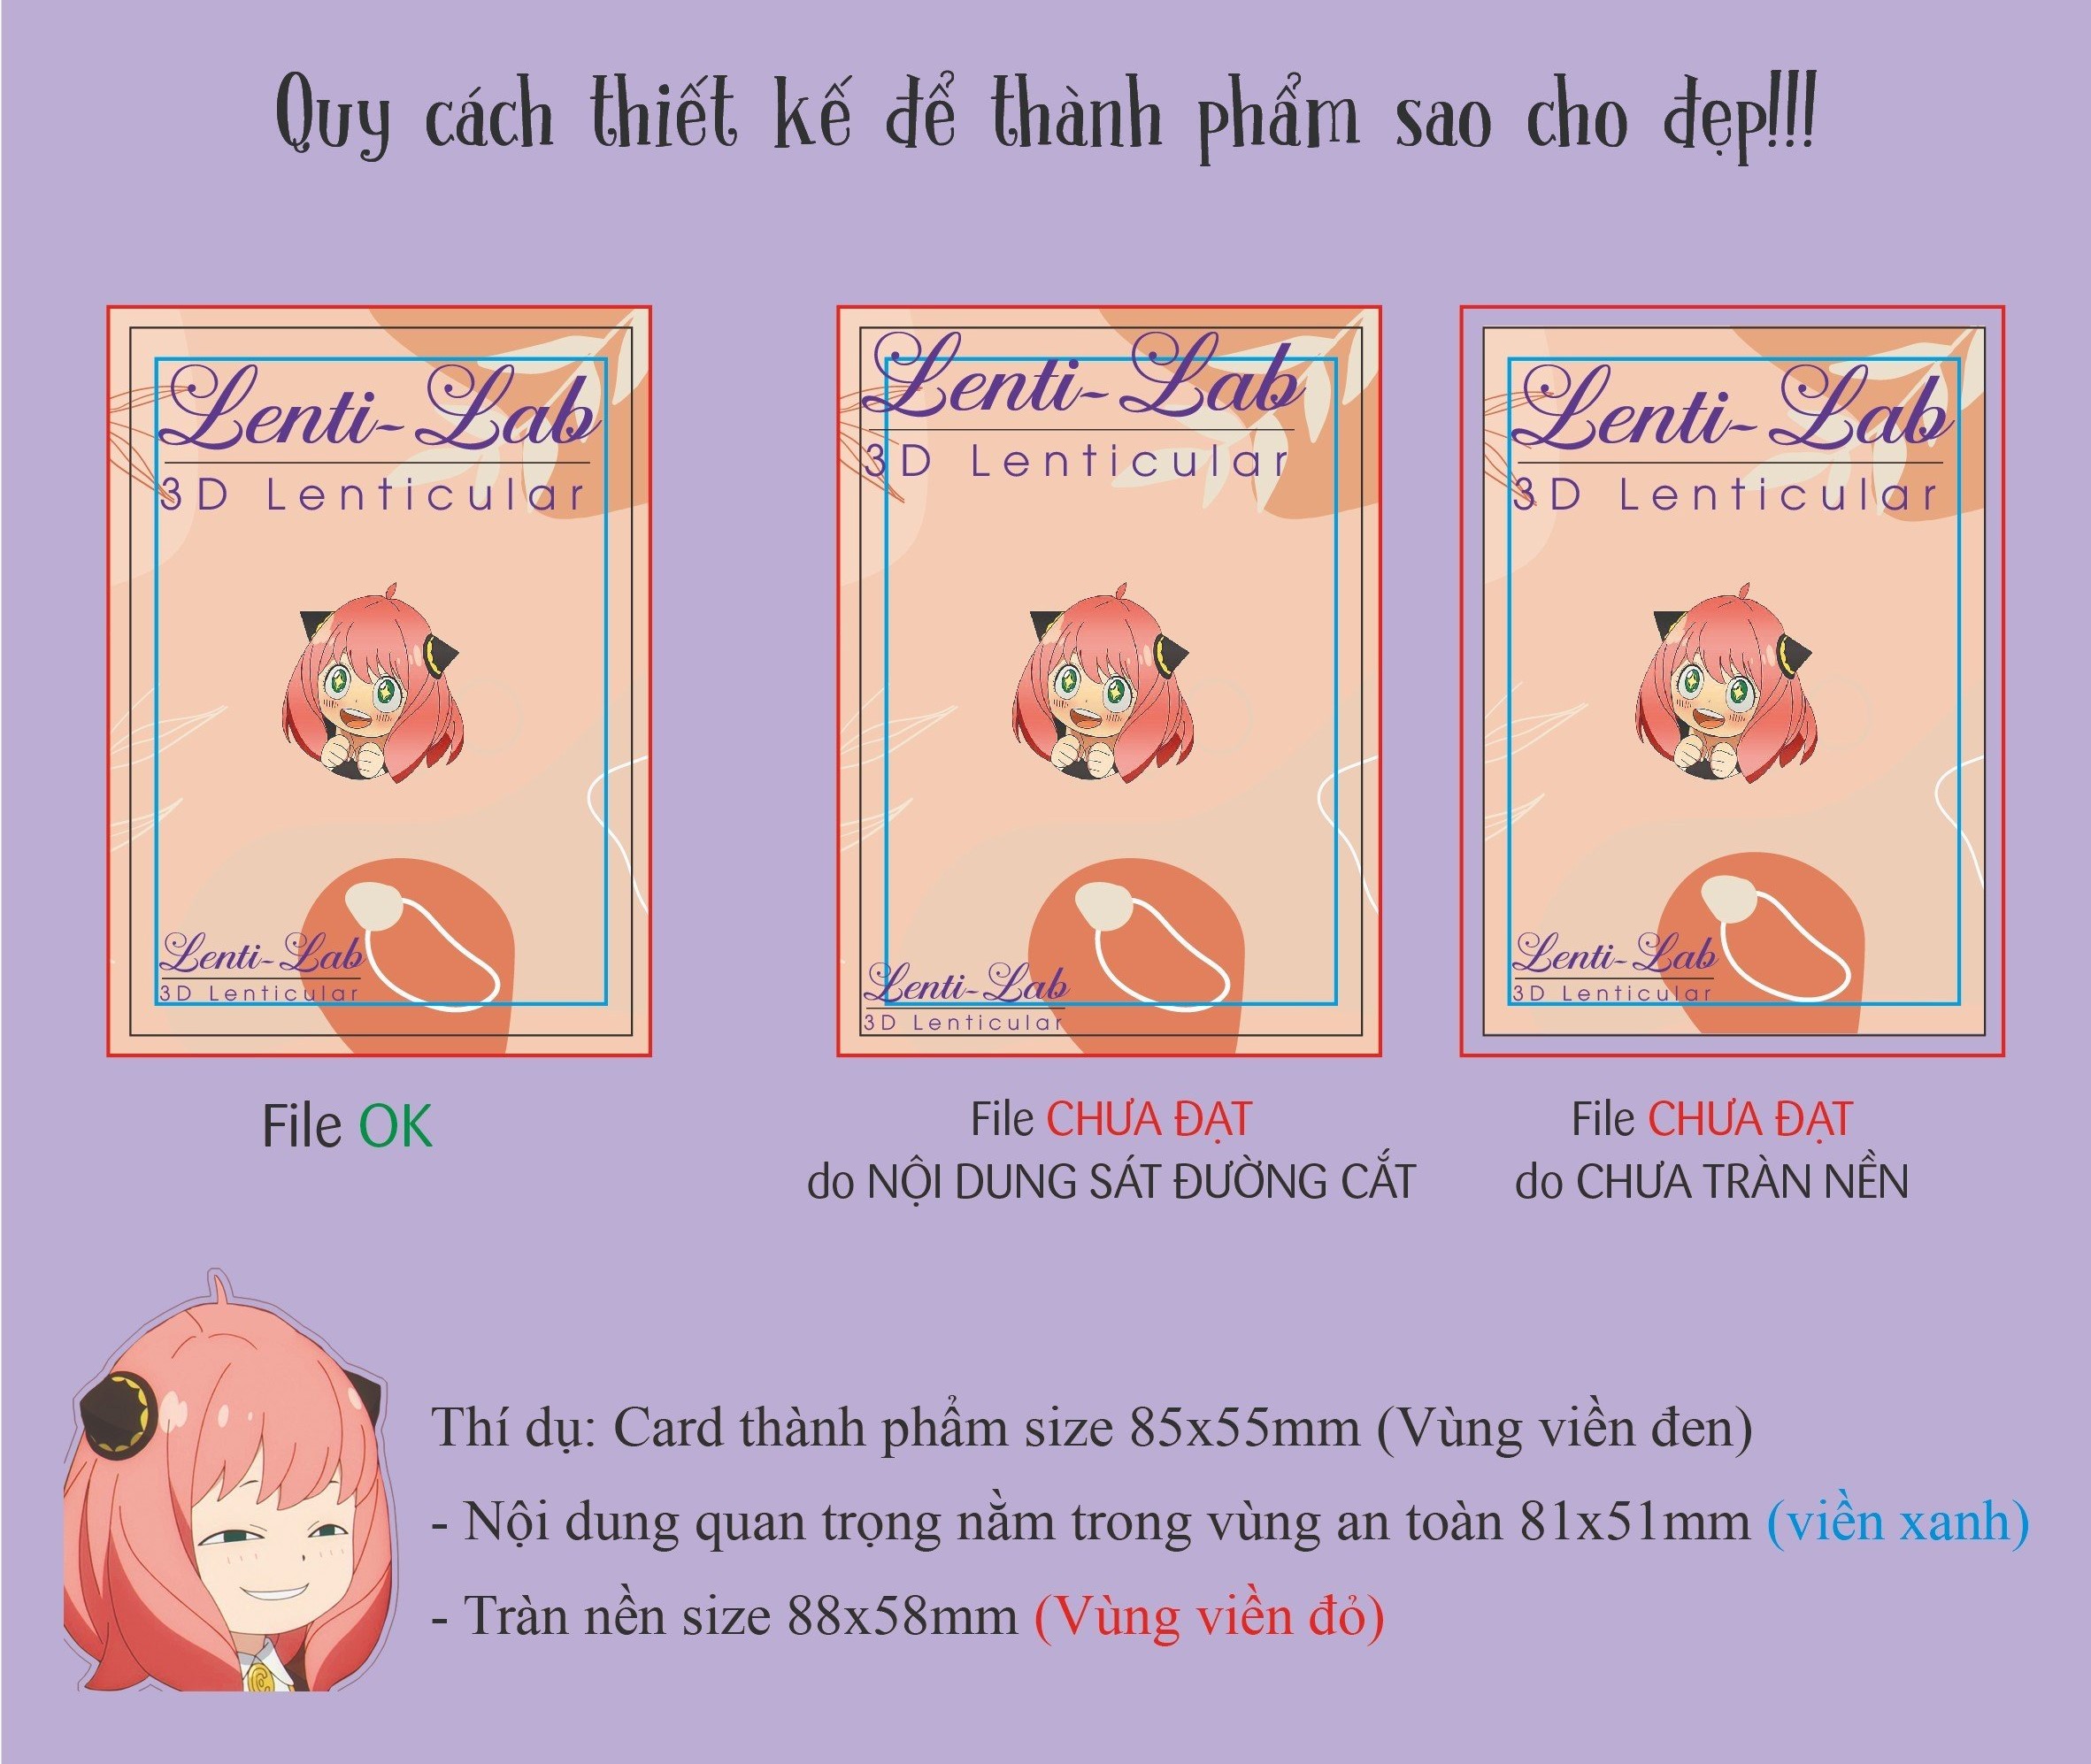 Quy cách thiết kế để thành phẩm sao cho đẹp!!!
Lenti-Lab
3D Lenticular
Lenti-Lab
3D Lenticular
File OK
Lenti-Lab
3D Lenticular
Lenti-Lab
3D Lenticular
File CHƯA ĐẠT
do NỘI DUNG SÁT ĐƯỜNG CẮT
Lenti-Lab
3D Lenticular
Lenti-Lab
3D Lenticular
File CHƯA ĐẠT
do CHƯA TRÀN NỀN
Thí dụ: Card thành phẩm size 85x55mm (Vùng viền đen)
- Nội dung quan trọng nằm trong vùng an toàn 81x51mm (viền xanh)
- Tràn nền size 88x58mm (Vùng viền đỏ)